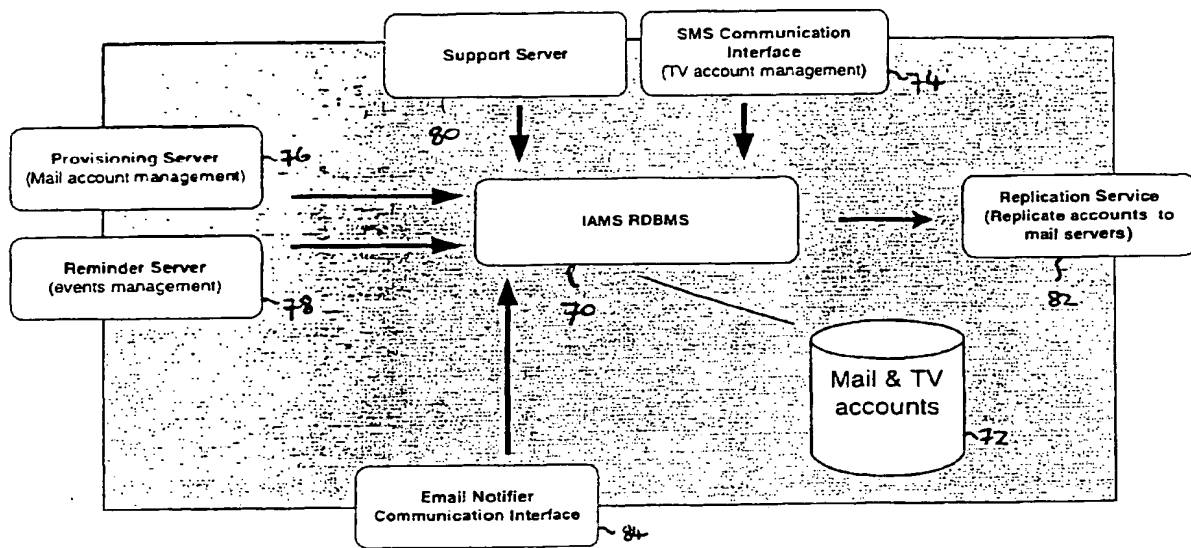 Support Server
80
SMS Communication
Interface
(TV account management)
74
Provisioning Server
(Mail account management)
76
Reminder Server
(events management)
78
IAMS RDBMS
70
Replication Service
(Replicate accounts to
mail servers)
82
Mail & TV
accounts
72
Email Notifier
Communication Interface
84